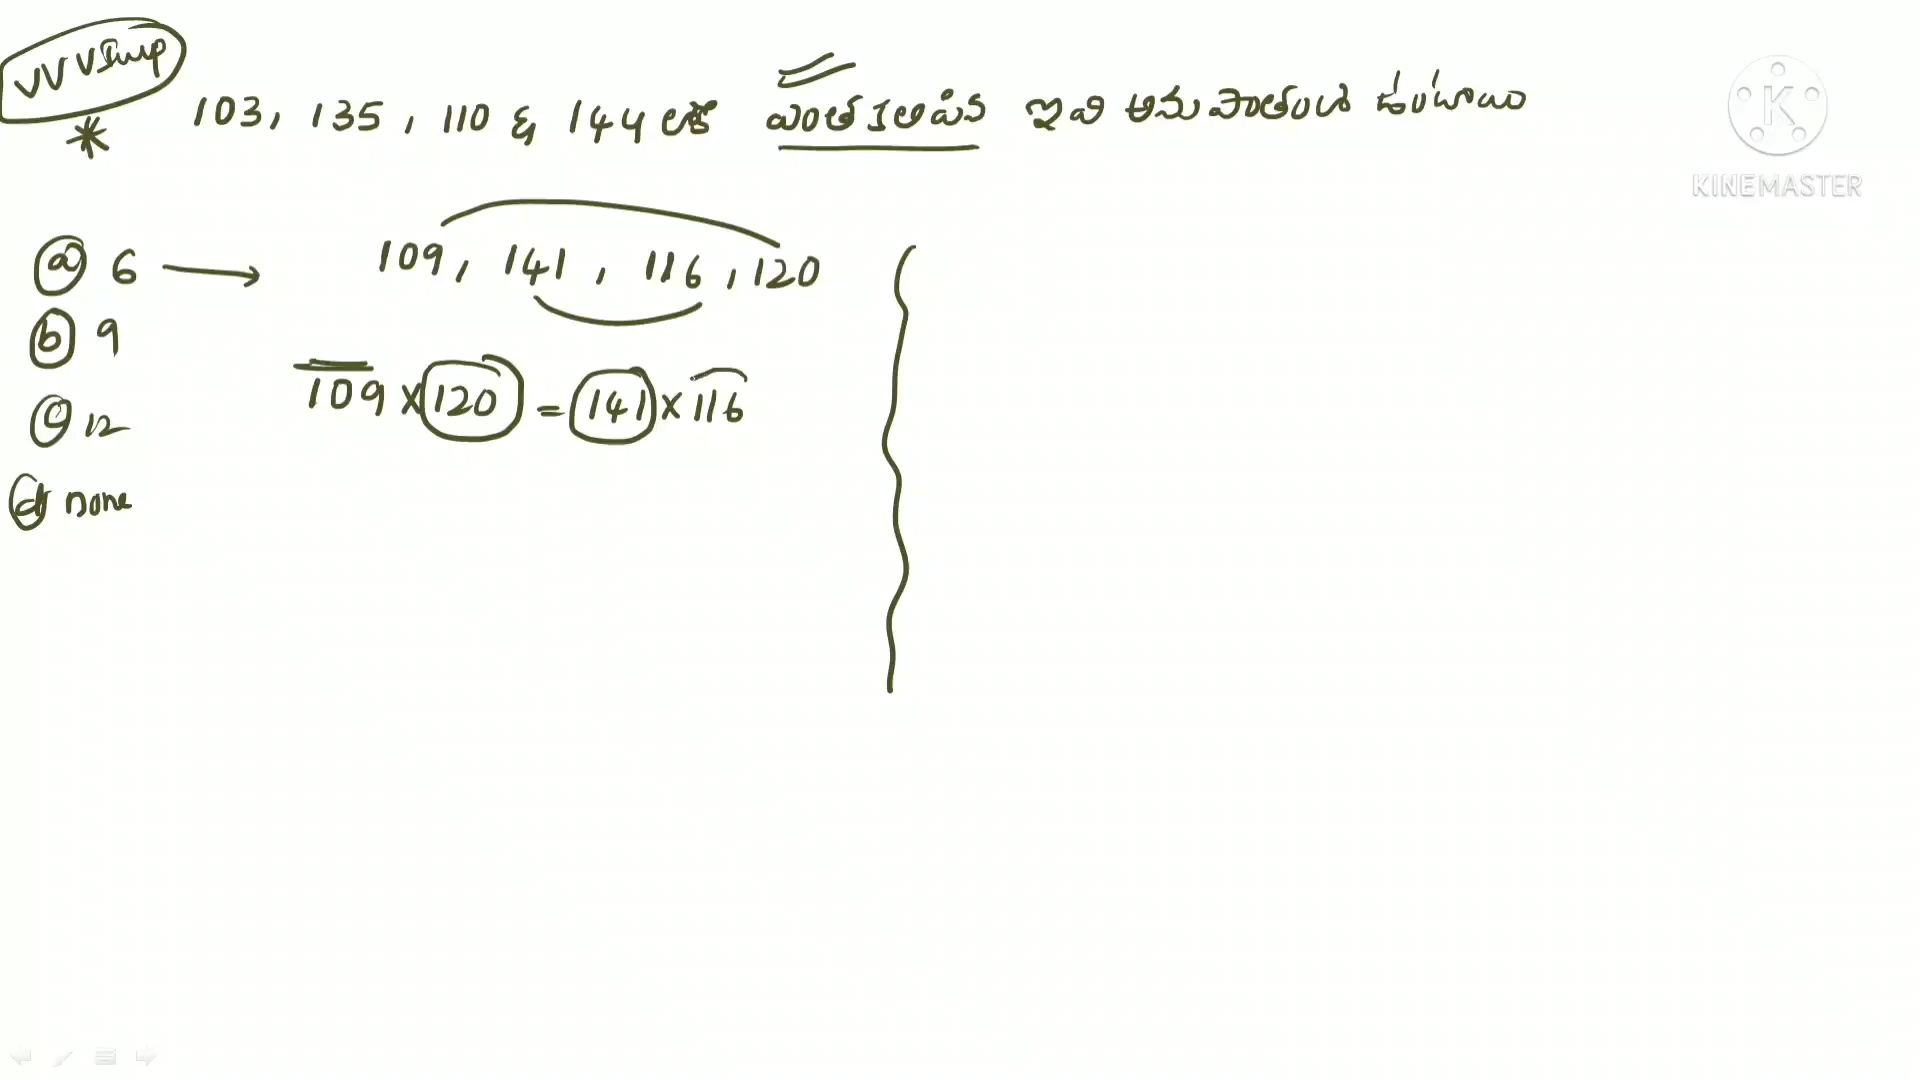 VVVImp
* 103, 135, 110 & 144 లకు ఎంత కలిపిన ఇవి అనుపాతంలో ఉంటాయి
KINEMASTER
a 6 → 109, 141, 116, 120
b 9
109 × 120 = 141 × 116
c 12
d none